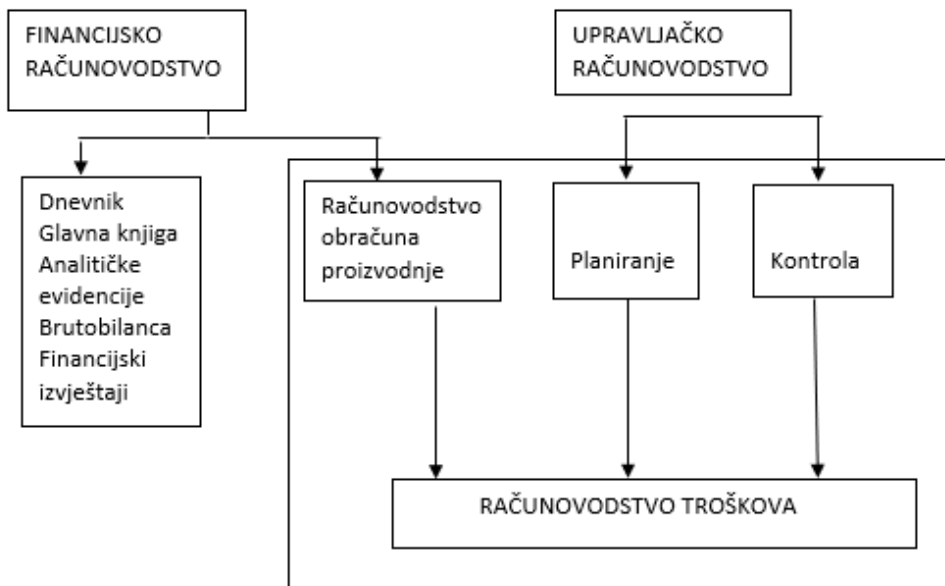 FINANCIJSKO
RAČUNOVODSTVO
UPRAVLJAČKO
RAČUNOVODSTVO
Dnevnik
Glavna knjiga
Analitičke
evidencije
Brutobilanca
Financijski
izvještaji
Računovodstvo
obračuna
proizvodnje
Planiranje
Kontrola
RAČUNOVODSTVO TROŠKOVA